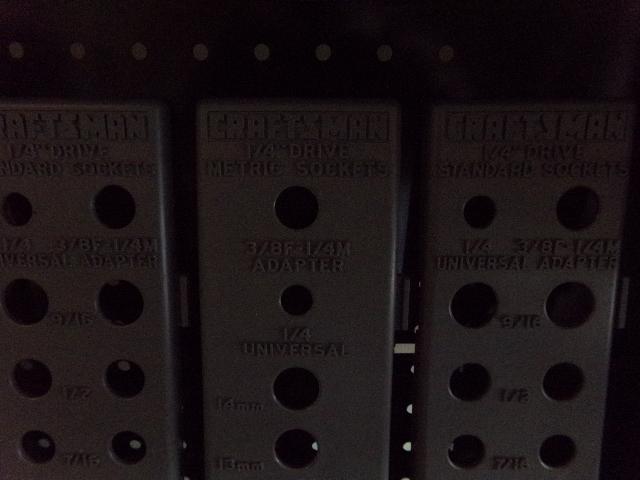 CRAFTSMAN
1/4" DRIVE
STANDARD SOCKETS
1/4 3/8F-1/4M
UNIVERSAL ADAPTER
9/16
1/2
7/16
CRAFTSMAN
1/4" DRIVE
METRIC SOCKETS
3/8F-1/4M
ADAPTER
1/4
UNIVERSAL
14mm
13mm
CRAFTSMAN
1/4" DRIVE
STANDARD SOCKETS
1/4 3/8F-1/4M
UNIVERSAL ADAPTER
9/16
1/2
7/16